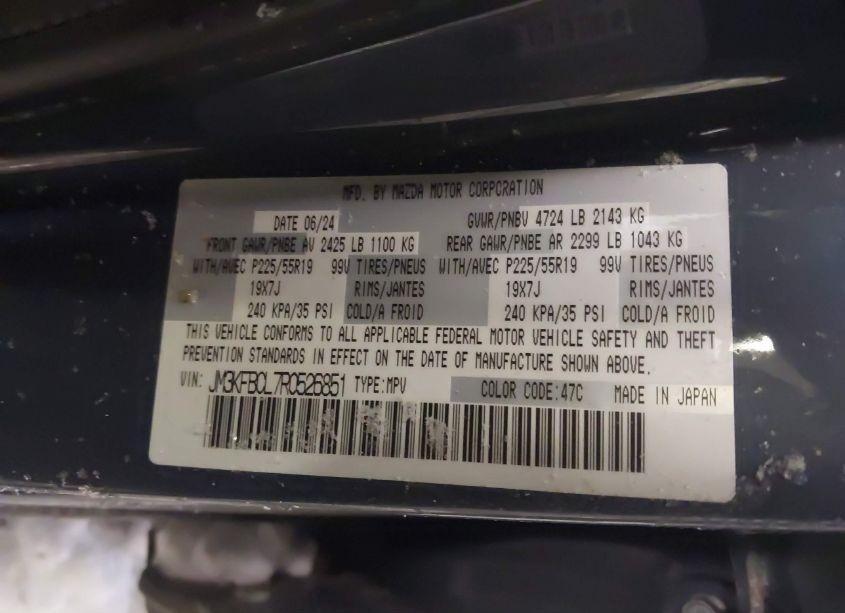 MFD. BY MAZDA MOTOR CORPORATION
DATE 06/24 GVWR/PNBV 4724 LB 2143 KG
FRONT GAWR/PNBE AV 2425 LB 1100 KG REAR GAWR/PNBE AR 2299 LB 1043 KG
WITH/AVEC P225/55R19 99V TIRES/PNEUS WITH/AVEC P225/55R19 99V TIRES/PNEUS
19X7J RIMS/JANTES 19X7J RIMS/JANTES
240 KPA/35 PSI COLD/A FROID 240 KPA/35 PSI COLD/A FROID
THIS VEHICLE CONFORMS TO ALL APPLICABLE FEDERAL MOTOR VEHICLE SAFETY AND THEFT
PREVENTION STANDARDS IN EFFECT ON THE DATE OF MANUFACTURE SHOWN ABOVE.
VIN: JM3KFBCL7R0526851 TYPE:MPV COLOR CODE:47C MADE IN JAPAN